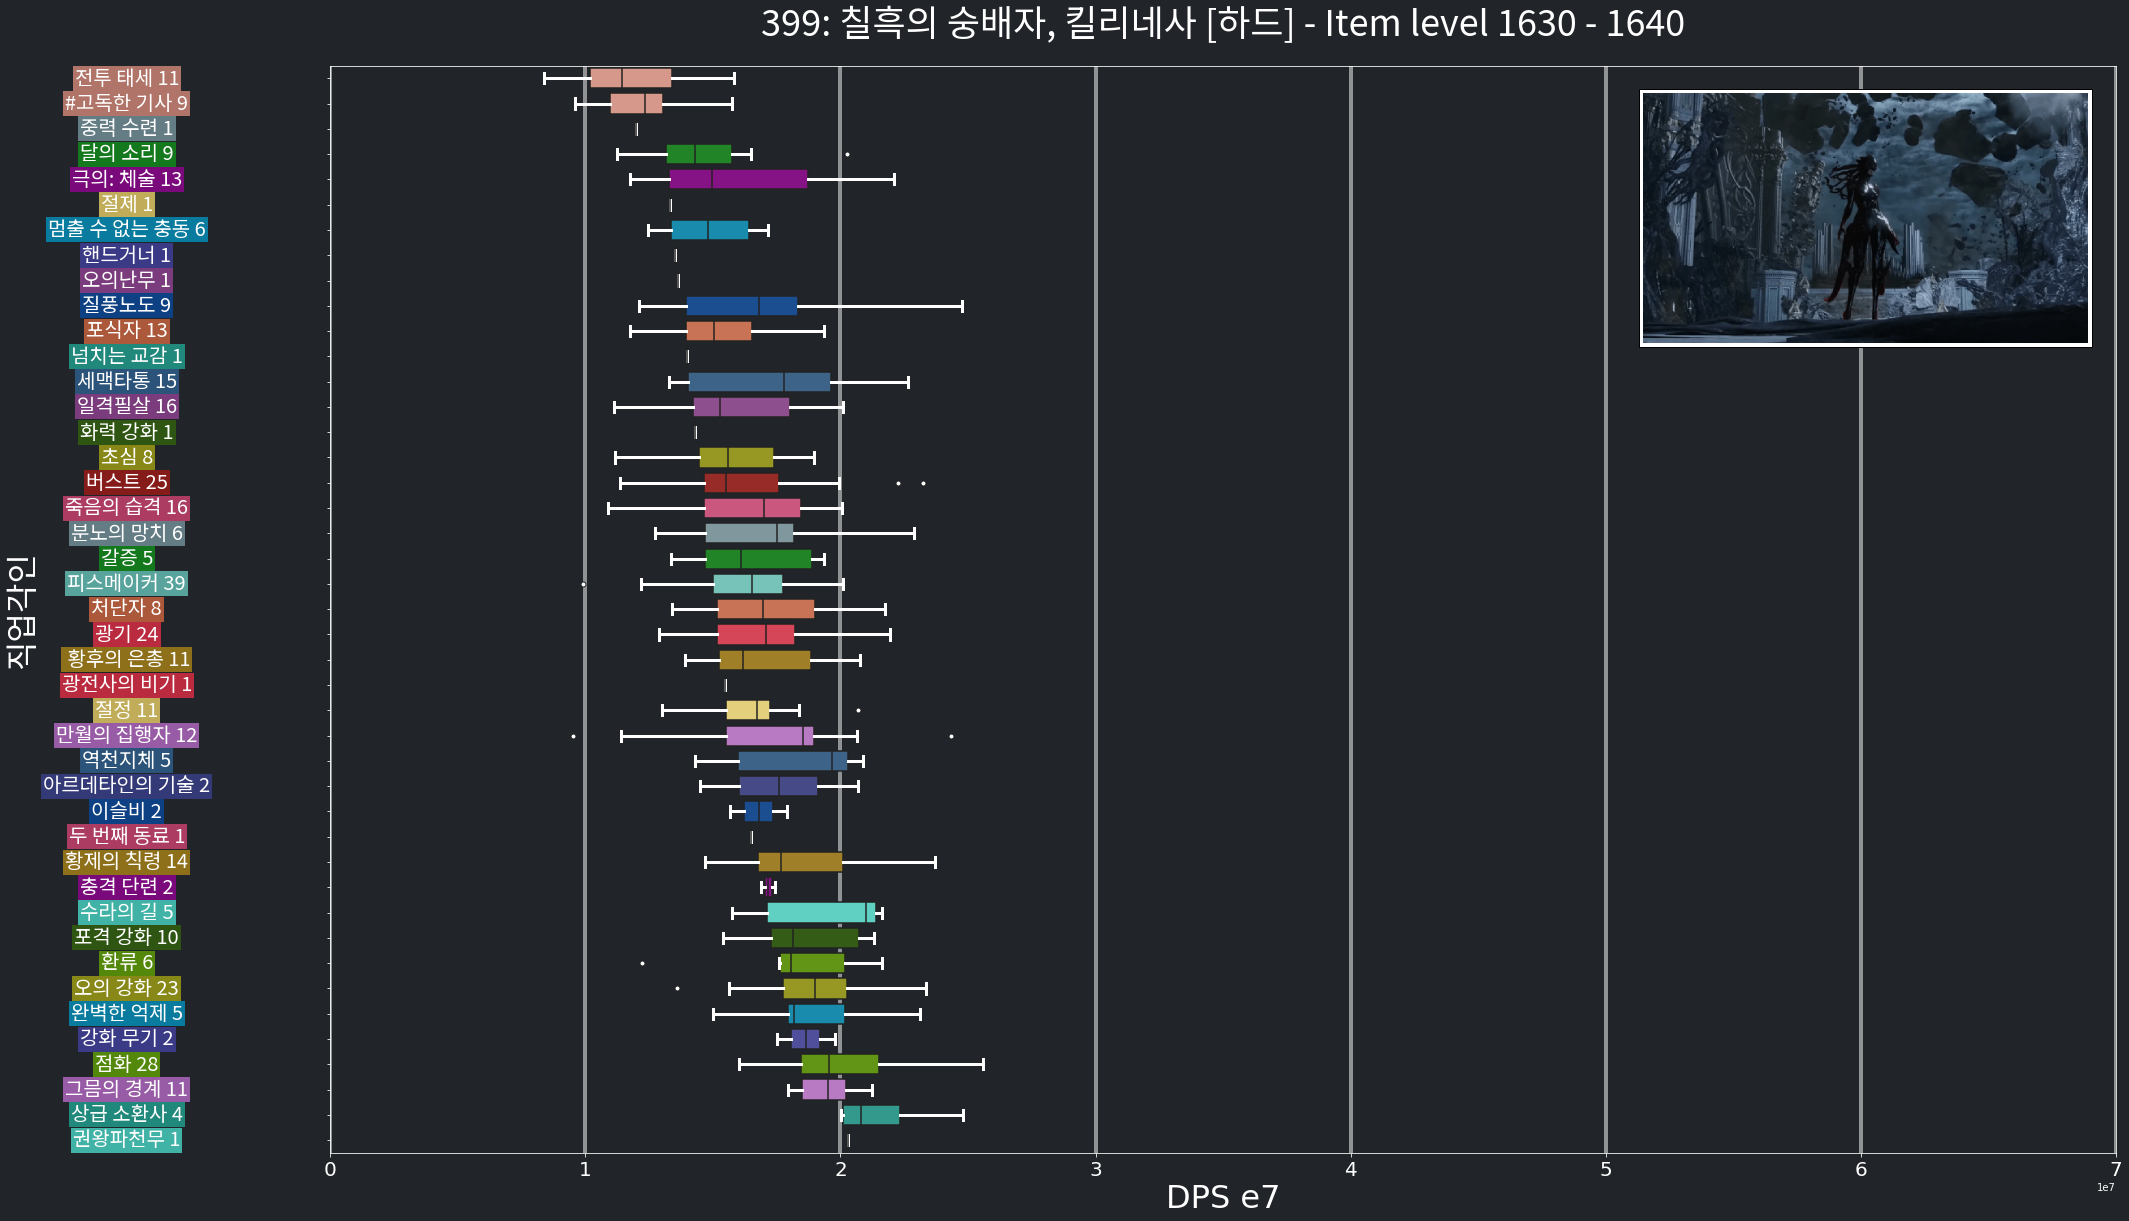 399: 칠흑의 숭배자, 킬리네사 [하드] - Item level 1630 - 1640
전투 태세 11
#고독한 기사 9
중력 수련 1
달의 소리 9
극의: 체술 13
절제 1
멈출 수 없는 충동 6
핸드거너 1
오의난무 1
질풍노도 9
포식자 13
넘치는 교감 1
세맥타통 15
일격필살 16
화력 강화 1
초심 8
버스트 25
죽음의 습격 16
분노의 망치 6
갈증 5
피스메이커 39
처단자 8
광기 24
황후의 은총 11
광전사의 비기 1
절정 11
만월의 집행자 12
역천지체 5
아르데타인의 기술 2
이슬비 2
두 번째 동료 1
황제의 칙령 14
충격 단련 2
수라의 길 5
포격 강화 10
환류 6
오의 강화 23
완벽한 억제 5
강화 무기 2
점화 28
그믐의 경계 11
상급 소환사 4
권왕파천무 1
직업각인
0 1 2 3 4 5 6 7
1e7
DPS e7